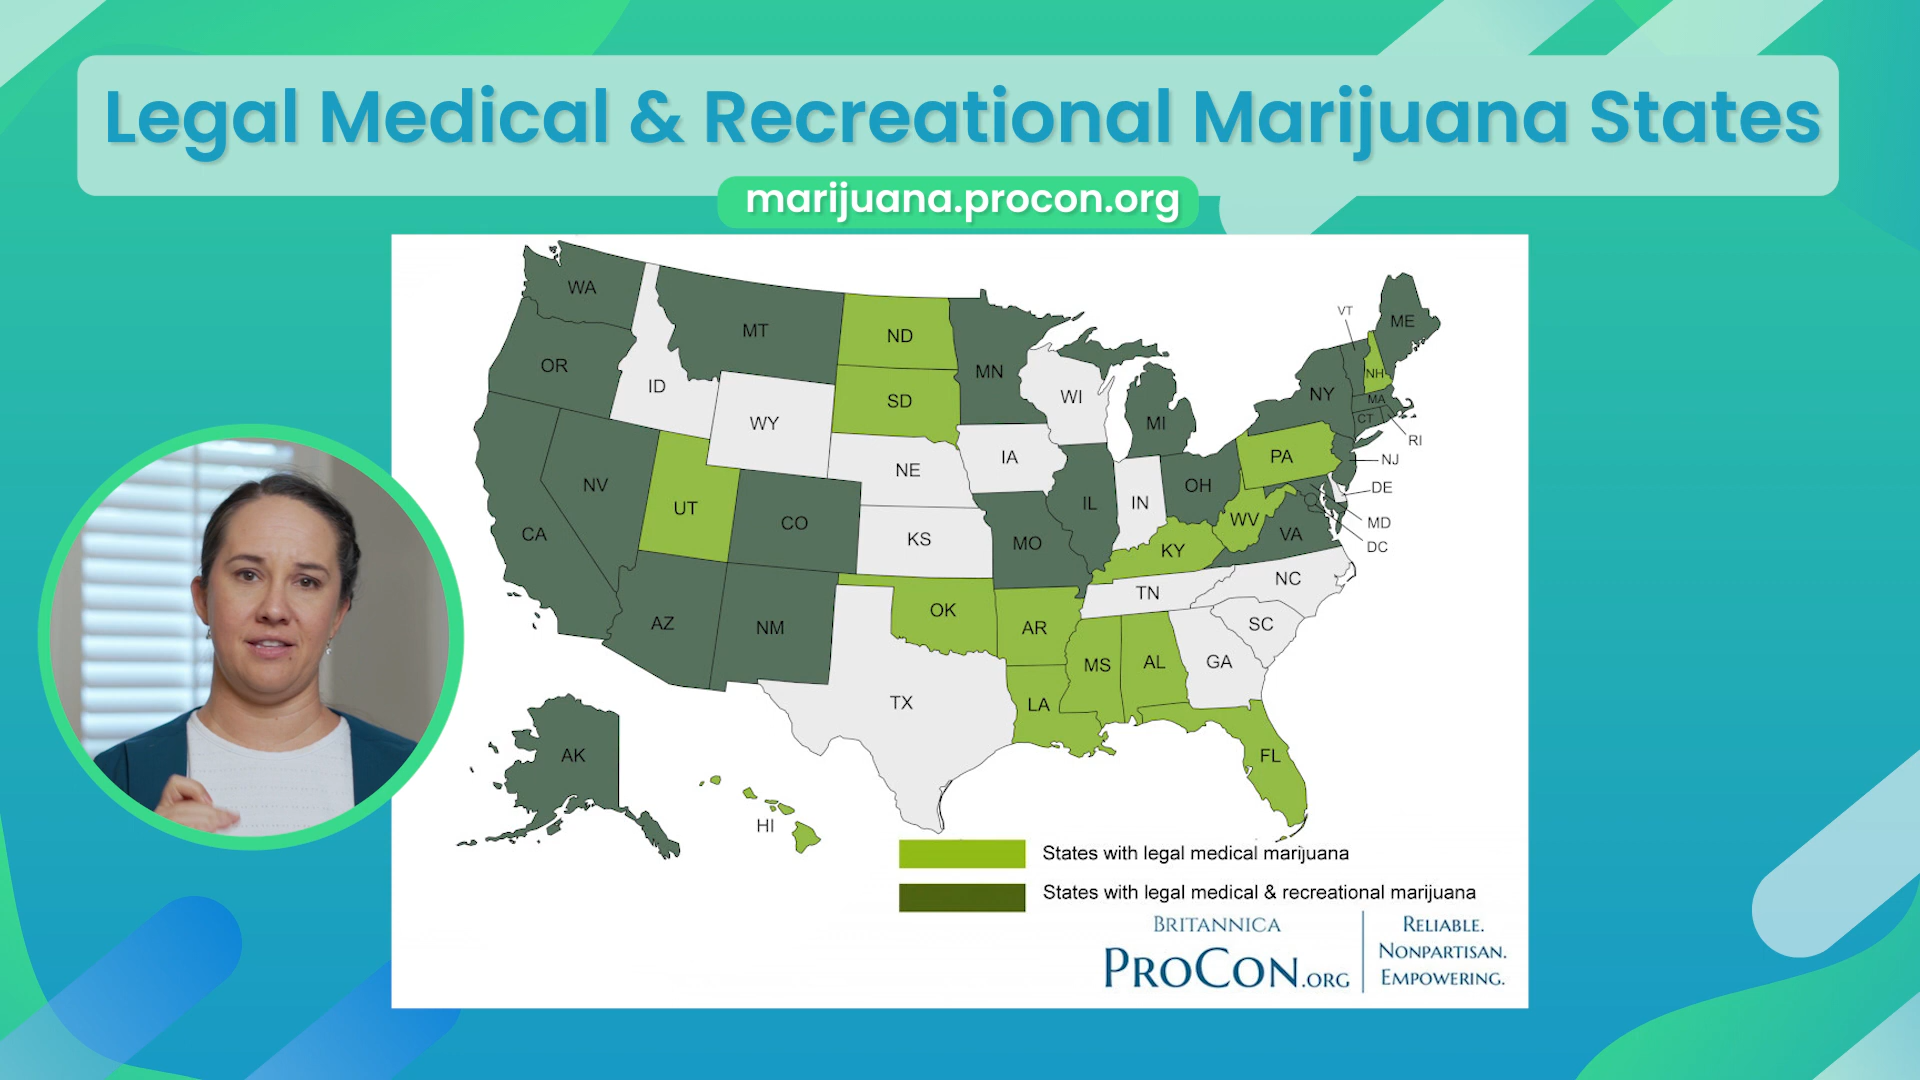 Legal Medical & Recreational Marijuana States
marijuana.procon.org
WA
MT
ND
MN
VT
ME
OR
ID
SD
WI
NH
NY
MA
WY
MI
CT
RI
IA
PA
NJ
NE
NV
UT
OH
DE
CO
IL
IN
WV
MD
CA
KS
MO
KY
VA
DC
TN
NC
AZ
NM
OK
AR
SC
MS
AL
GA
TX
LA
AK
FL
HI
States with legal medical marijuana
States with legal medical & recreational marijuana
BRITANNICA
PROCON.ORG
RELIABLE.
NONPARTISAN.
EMPOWERING.